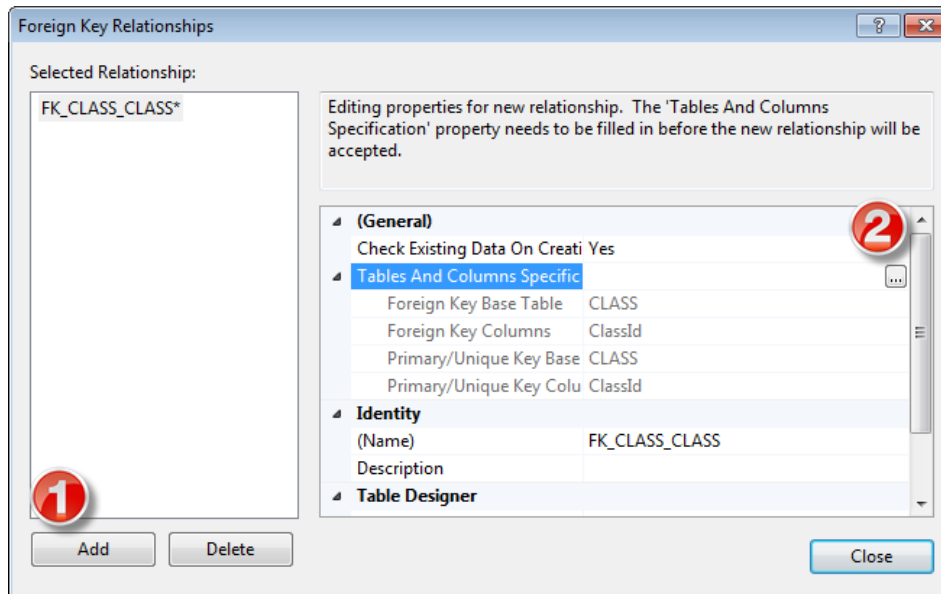 Foreign Key Relationships
Selected Relationship:
FK_CLASS_CLASS*
Editing properties for new relationship. The 'Tables And Columns
Specification' property needs to be filled in before the new relationship will be
accepted.
(General)
2
Check Existing Data On Creati Yes
Tables And Columns Specific ...
Foreign Key Base Table CLASS
Foreign Key Columns ClassId
Primary/Unique Key Base CLASS
Primary/Unique Key Colu ClassId
Identity
(Name) FK_CLASS_CLASS
Description
Table Designer
1
Add Delete Close